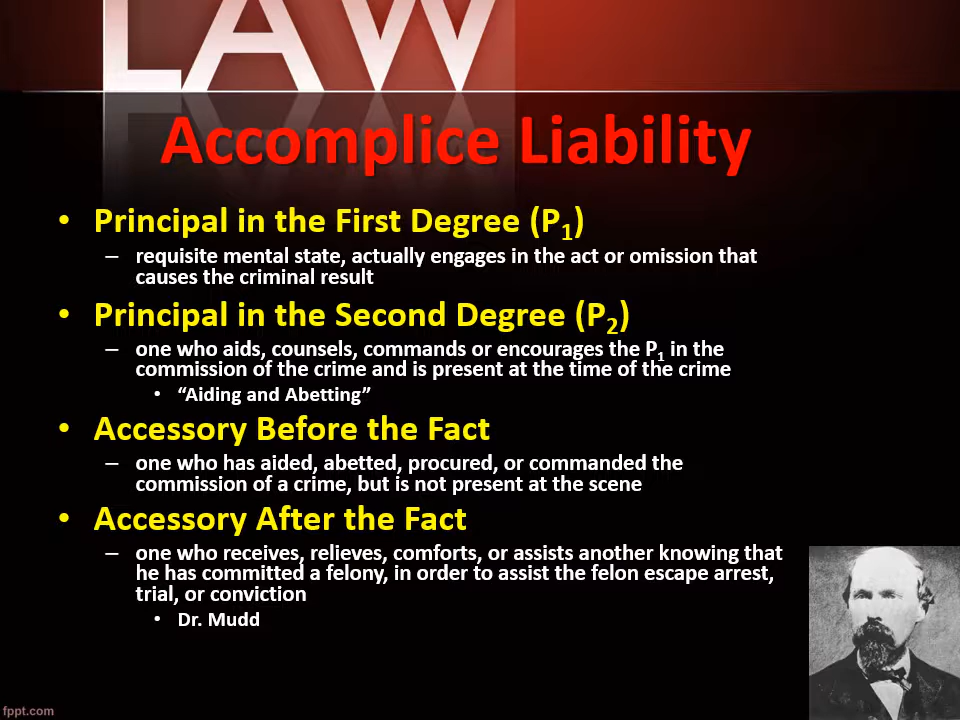 LAW
Accomplice Liability
• Principal in the First Degree (P₁)
– requisite mental state, actually engages in the act or omission that
causes the criminal result
• Principal in the Second Degree (P₂)
– one who aids, counsels, commands or encourages the P₁ in the
commission of the crime and is present at the time of the crime
• “Aiding and Abetting”
• Accessory Before the Fact
– one who has aided, abetted, procured, or commanded the
commission of a crime, but is not present at the scene
• Accessory After the Fact
– one who receives, relieves, comforts, or assists another knowing that
he has committed a felony, in order to assist the felon escape arrest,
trial, or conviction
• Dr. Mudd
fppt.com